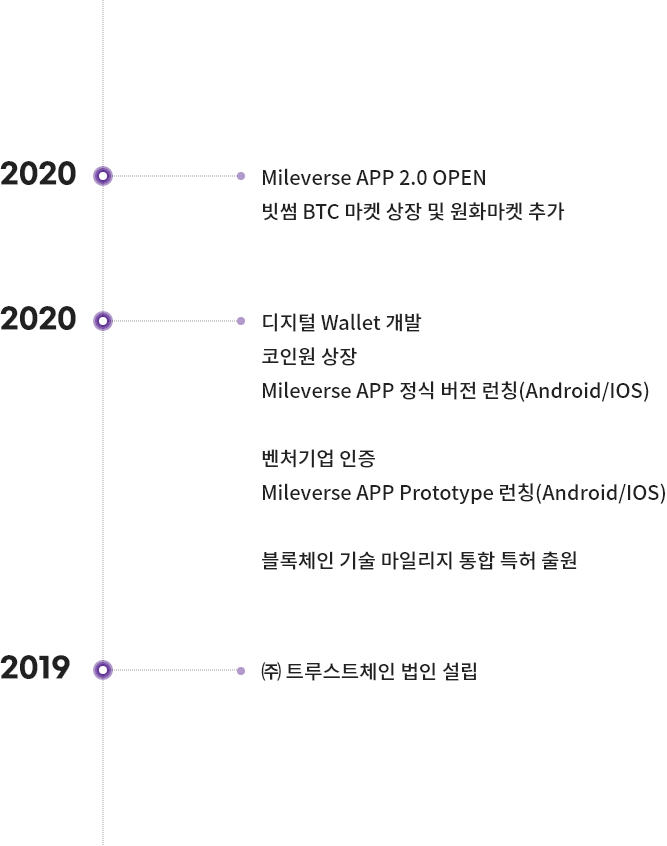 2020
Mileverse APP 2.0 OPEN
빗썸 BTC 마켓 상장 및 원화마켓 추가
2020
디지털 Wallet 개발
코인원 상장
Mileverse APP 정식 버전 런칭(Android/IOS)
벤처기업 인증
Mileverse APP Prototype 런칭(Android/IOS)
블록체인 기술 마일리지 통합 특허 출원
2019
㈜ 트루스트체인 법인 설립